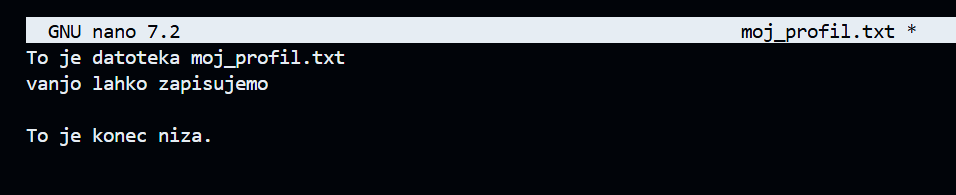 GNU nano 7.2 moj_profil.txt *
To je datoteka moj_profil.txt
vanjo lahko zapisujemo
To je konec niza.